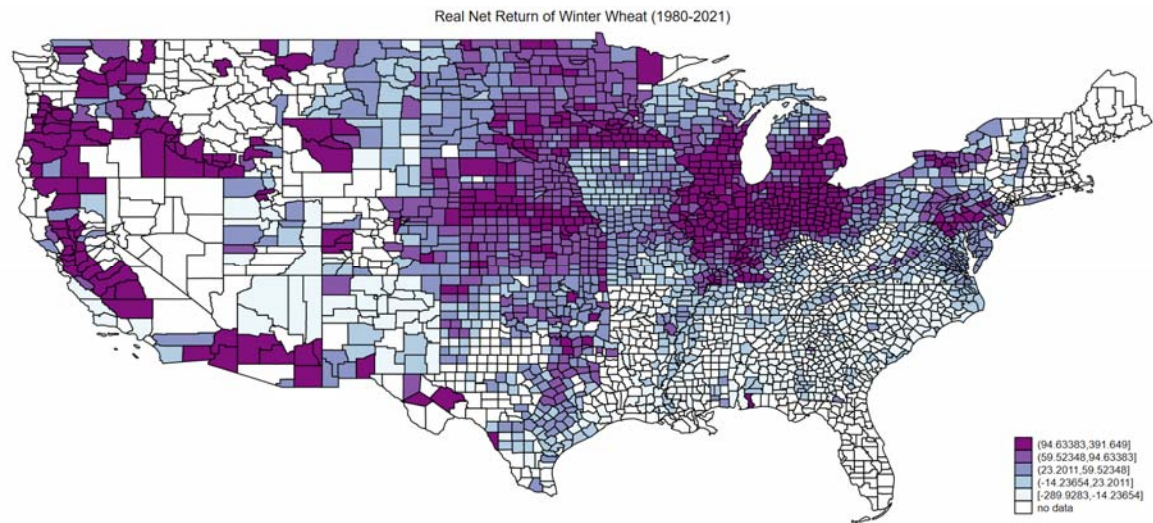 Real Net Return of Winter Wheat (1980-2021)
(94.63383,391.649]
(59.52348,94.63383]
(23.2011,59.52348]
(-14.23654,23.2011]
[-289.9283,-14.23654]
no data